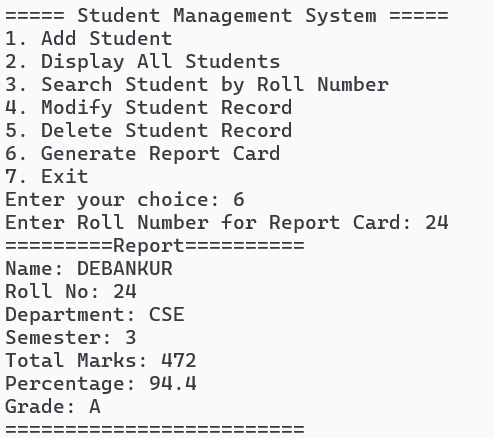 ===== Student Management System =====
1. Add Student
2. Display All Students
3. Search Student by Roll Number
4. Modify Student Record
5. Delete Student Record
6. Generate Report Card
7. Exit
Enter your choice: 6
Enter Roll Number for Report Card: 24
=========Report==========
Name: DEBANKUR
Roll No: 24
Department: CSE
Semester: 3
Total Marks: 472
Percentage: 94.4
Grade: A
=========================